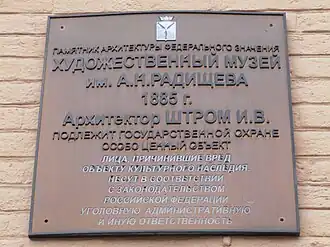 ПАМЯТНИК АРХИТЕКТУРЫ ФЕДЕРАЛЬНОГО ЗНАЧЕНИЯ
ХУДОЖЕСТВЕННЫЙ МУЗЕЙ
им. А.Н.РАДИЩЕВА
1885 г.
Архитектор ШТРОМ И.В.
ПОДЛЕЖИТ ГОСУДАРСТВЕННОЙ ОХРАНЕ
ОСОБО ЦЕННЫЙ ОБЪЕКТ
ЛИЦА, ПРИЧИНИВШИЕ ВРЕД
ОБЪЕКТУ КУЛЬТУРНОГО НАСЛЕДИЯ
НЕСУТ В СООТВЕТСТВИИ
С ЗАКОНОДАТЕЛЬСТВОМ
РОССИЙСКОЙ ФЕДЕРАЦИИ
УГОЛОВНУЮ, АДМИНИСТРАТИВНУЮ
И ИНУЮ ОТВЕТСТВЕННОСТЬ